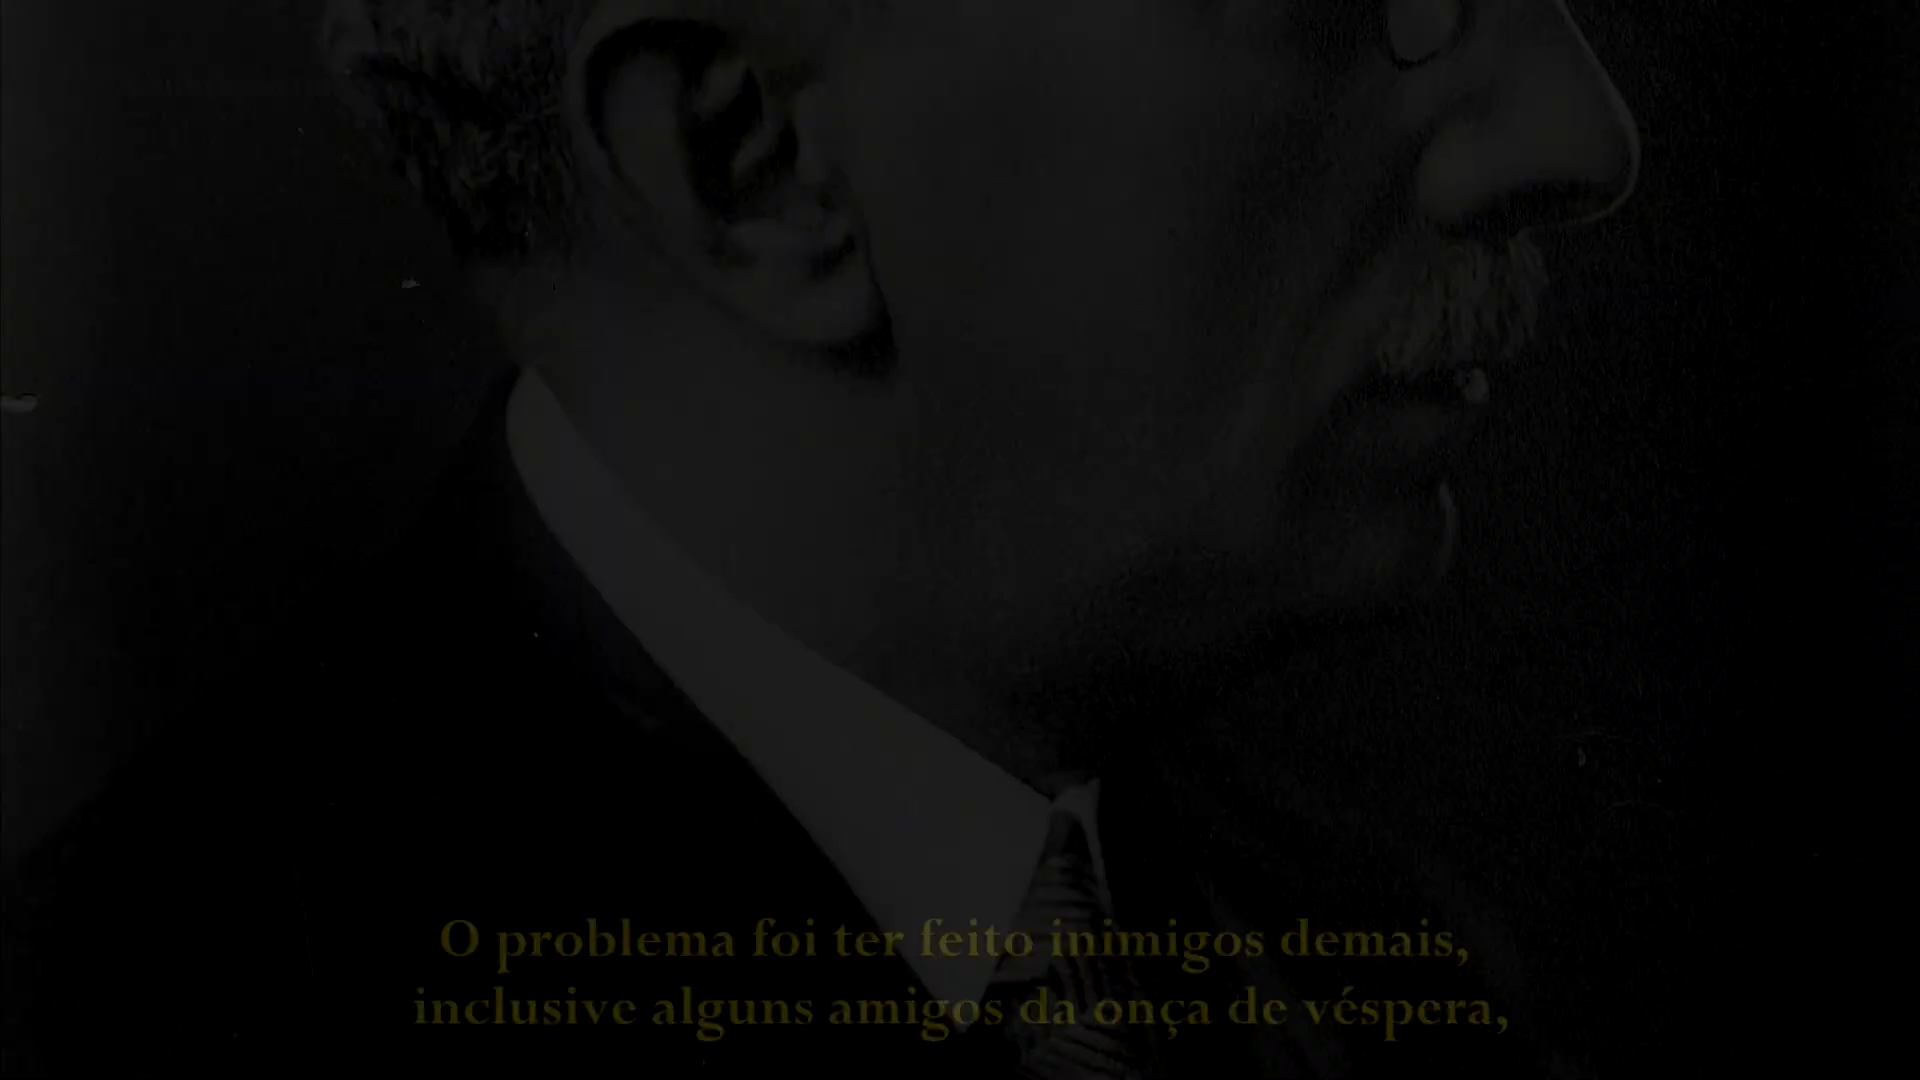 O problema foi ter feito inimigos demais,
inclusive alguns amigos da onça de véspera,